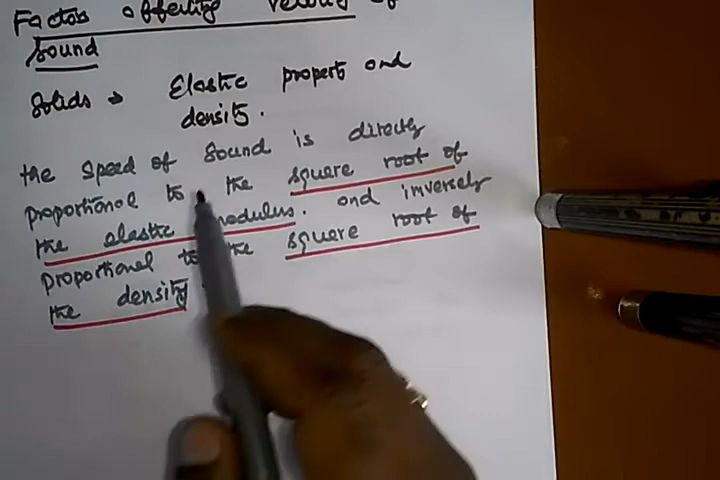 Factors offecting velocity of
sound
Solids → Elastic property and
density.
the speed of sound is directly
proportional to the square root of
the elastic modulus. and inversely
proportional to the square root of
the density